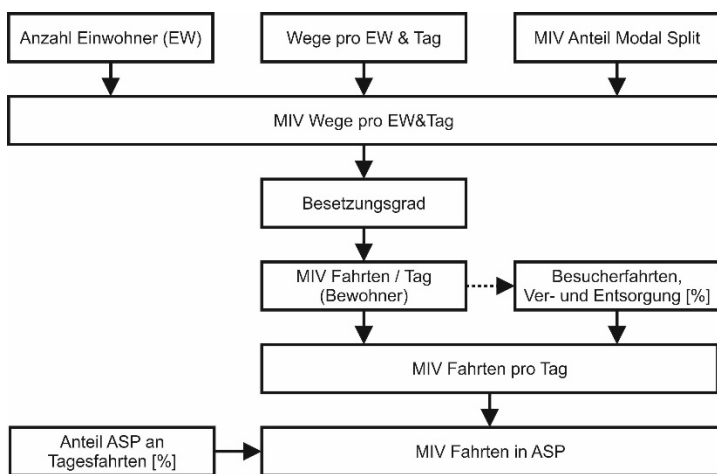 Anzahl Einwohner (EW)
Wege pro EW & Tag
MIV Anteil Modal Split
MIV Wege pro EW&Tag
Besetzungsgrad
MIV Fahrten / Tag
(Bewohner)
Besucherfahrten,
Ver- und Entsorgung [%]
MIV Fahrten pro Tag
Anteil ASP an
Tagesfahrten [%]
MIV Fahrten in ASP